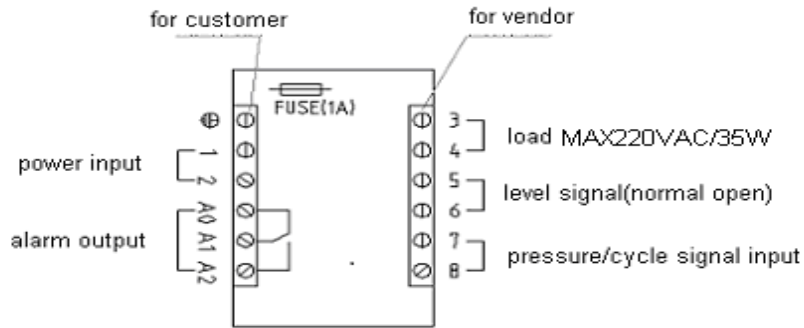 for customer
for vendor
FUSE(1A)
3
load MAX220VAC/35W
4
power input
1
2
5
level signal(normal open)
6
alarm output
A0
A1
A2
7
pressure/cycle signal input
8